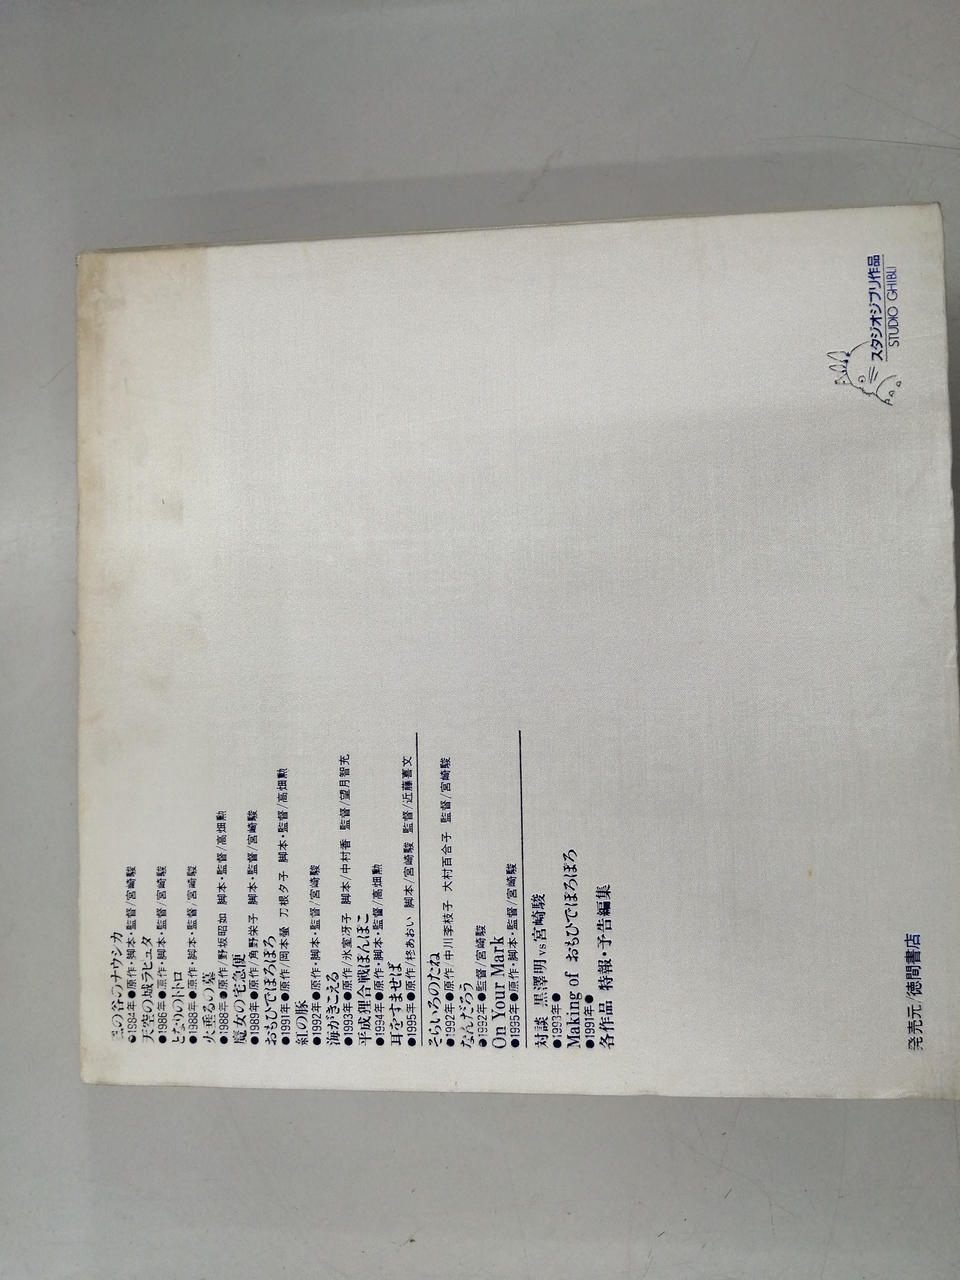 風の谷のナウシカ
●1984年●原作・脚本・監督/宮崎駿
天空の城ラピュタ
●1986年●原作・脚本・監督/宮崎駿
となりのトトロ
●1988年●原作・脚本・監督/宮崎駿
火垂るの墓
●1988年●原作/野坂昭如 脚本・監督/高畑勲
魔女の宅急便
●1989年●原作/角野栄子 脚本・監督/宮崎駿
おもひでぽろぽろ
●1991年●原作/岡本螢 刀根夕子 脚本・監督/高畑勲
紅の豚
●1992年●原作・脚本・監督/宮崎駿
海がきこえる
●1993年●原作/氷室冴子 脚本/中村香 監督/望月智充
平成狸合戦ぽんぽこ
●1994年●原作・脚本・監督/高畑勲
耳をすませば
●1995年●原作/柊あおい 脚本/宮崎駿 監督/近藤喜文
そらいろのたね
●1992年●原作/中川李枝子 大村百合子 監督/宮崎駿
なんだろう
●1992年●監督/宮崎駿
On Your Mark
●1995年●原作・脚本・監督/宮崎駿
対談 黒澤明 vs 宮崎駿
●1993年●
Making of おもひでぽろぽろ
●1991年●
各作品 特報・予告編集
発売元/徳間書店
スタジオジブリ作品
STUDIO GHIBLI